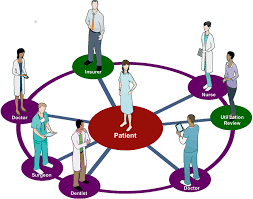 Insurer
Nurse
Doctor
Utilization
Review
Patient
Surgeon
Dentist
Doctor